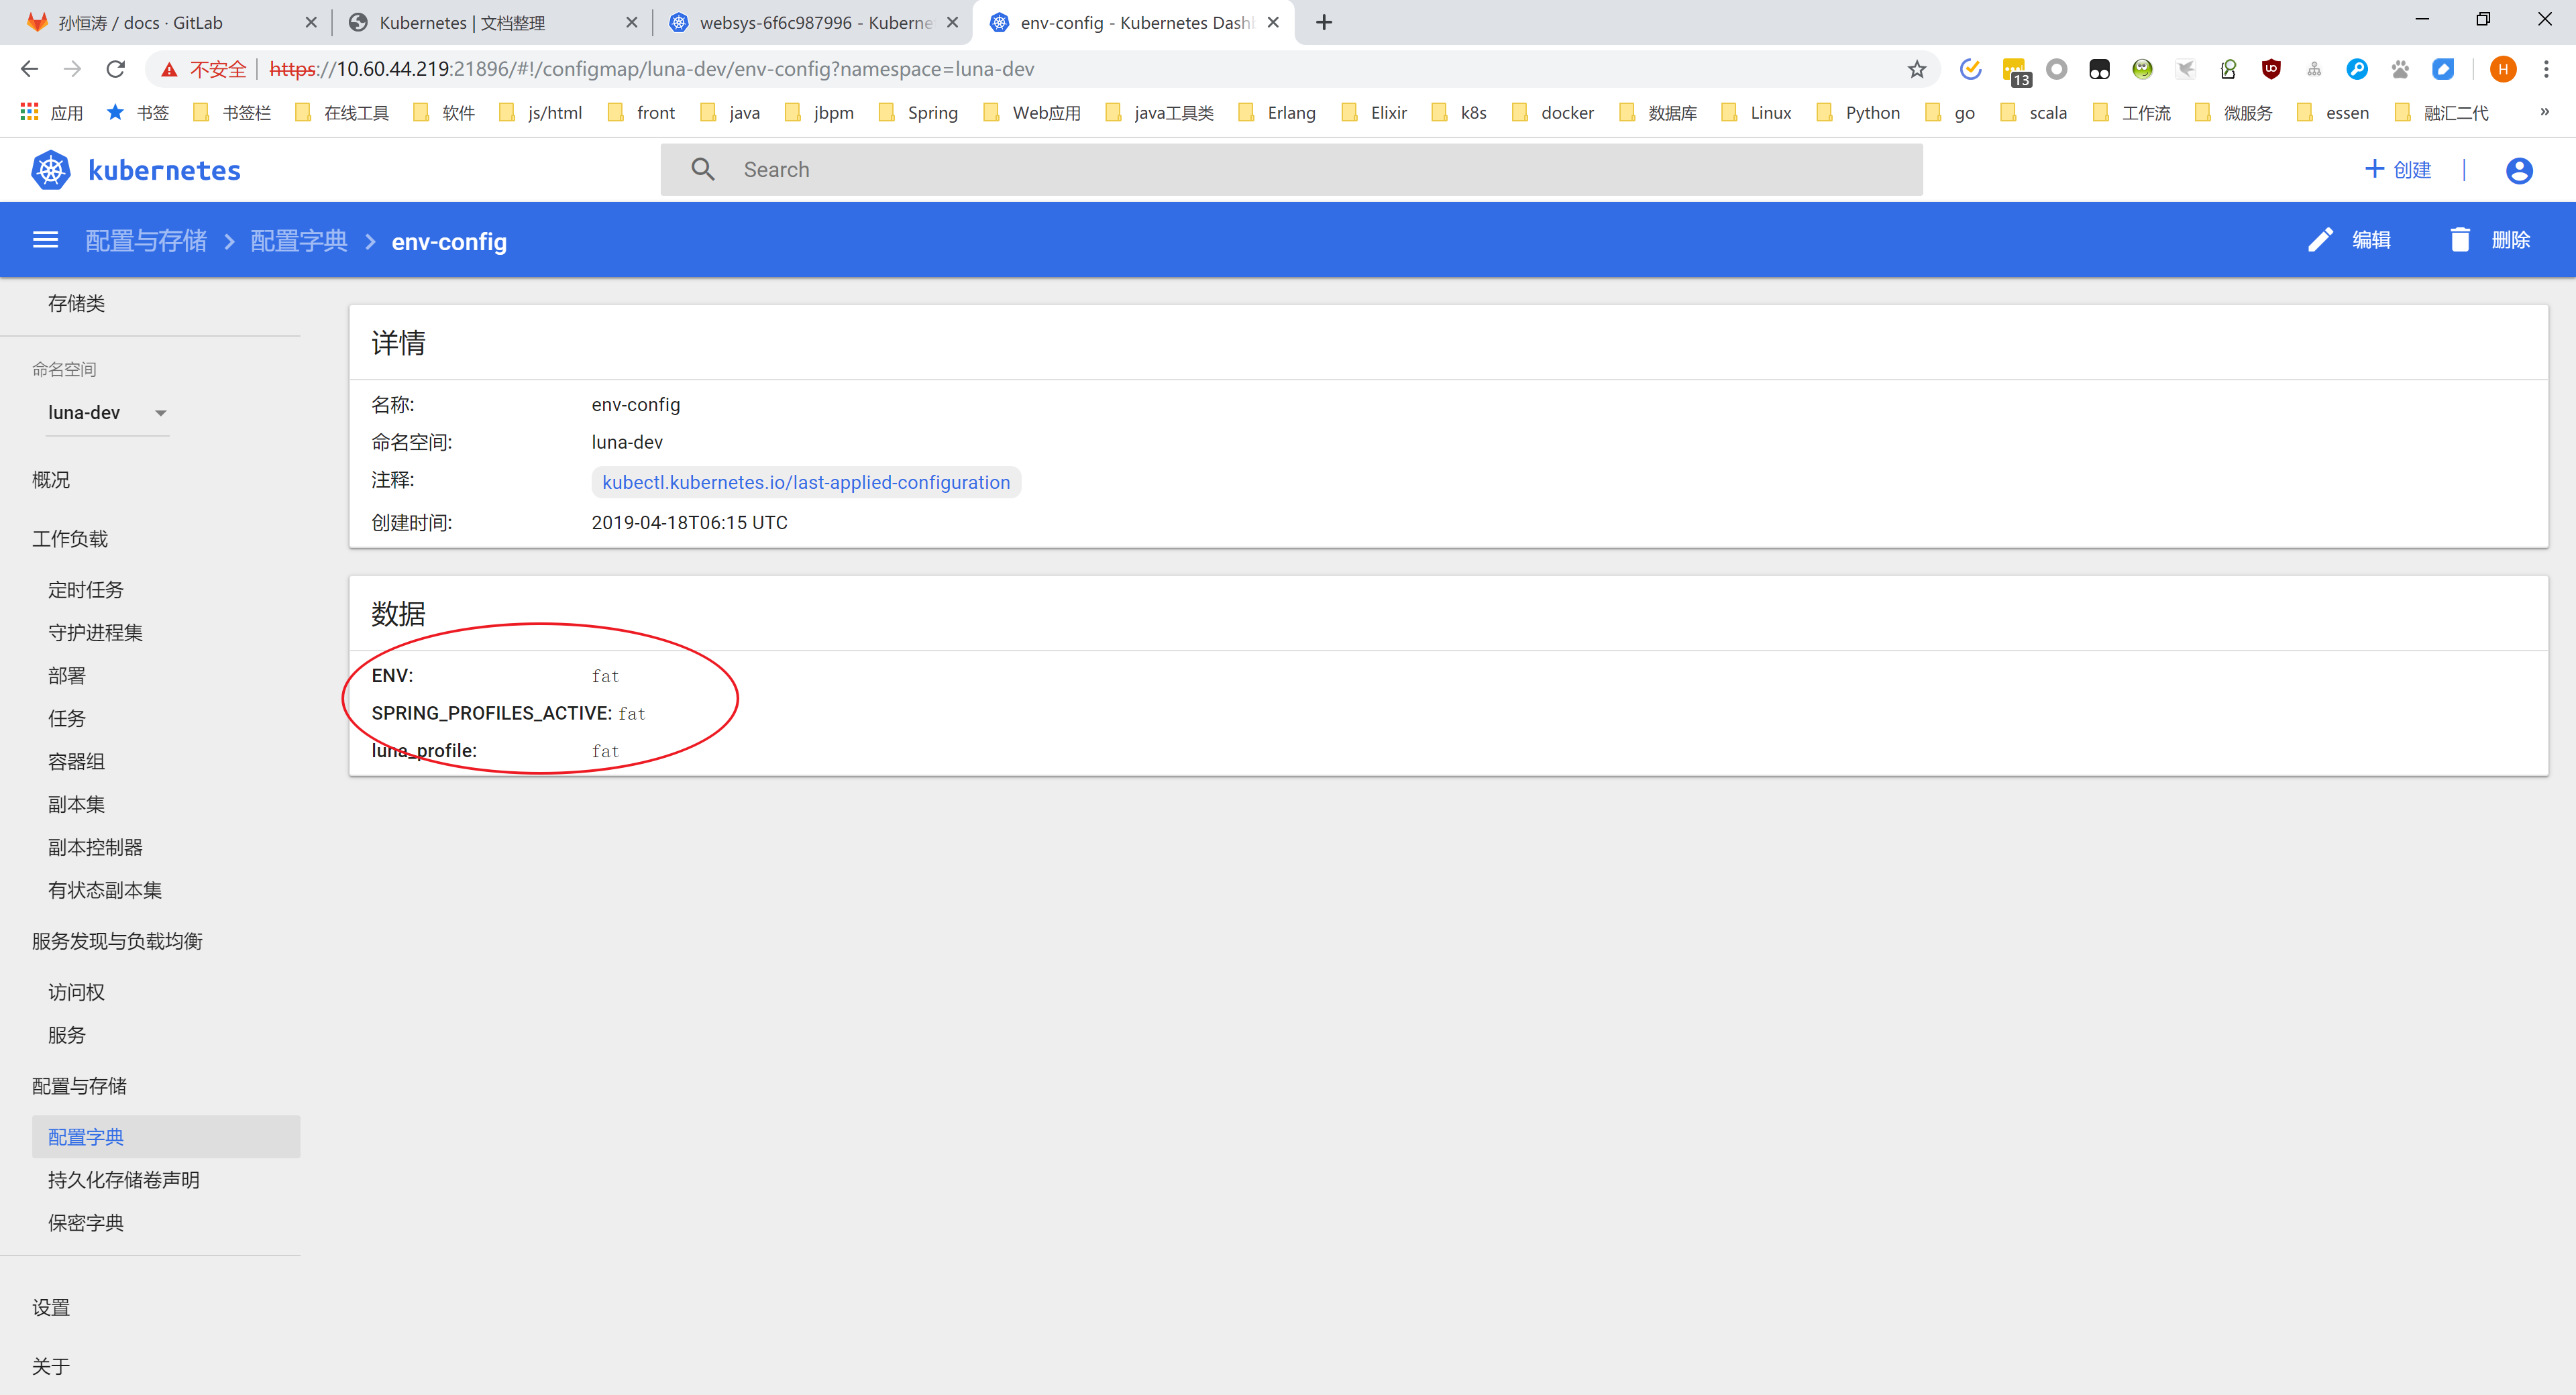 孙恒涛 / docs · GitLab
Kubernetes | 文档整理
websys-6f6c987996 - Kuberne
env-config - Kubernetes Dash
不安全 | https://10.60.44.219:21896/#!/configmap/luna-dev/env-config?namespace=luna-dev
13
H
应用 书签 书签栏 在线工具 软件 js/html front java jbpm Spring Web应用 java工具类 Erlang Elixir k8s docker 数据库 Linux Python go scala 工作流 微服务 essen 融汇二代 »
kubernetes
Search
创建
配置与存储 > 配置字典 > env-config
编辑
删除
存储类
命名空间
luna-dev
概况
工作负载
定时任务
守护进程集
部署
任务
容器组
副本集
副本控制器
有状态副本集
服务发现与负载均衡
访问权
服务
配置与存储
配置字典
持久化存储卷声明
保密字典
设置
关于
详情
名称: env-config
命名空间: luna-dev
注释: kubectl.kubernetes.io/last-applied-configuration
创建时间: 2019-04-18T06:15 UTC
数据
ENV: fat
SPRING_PROFILES_ACTIVE: fat
luna_profile: fat